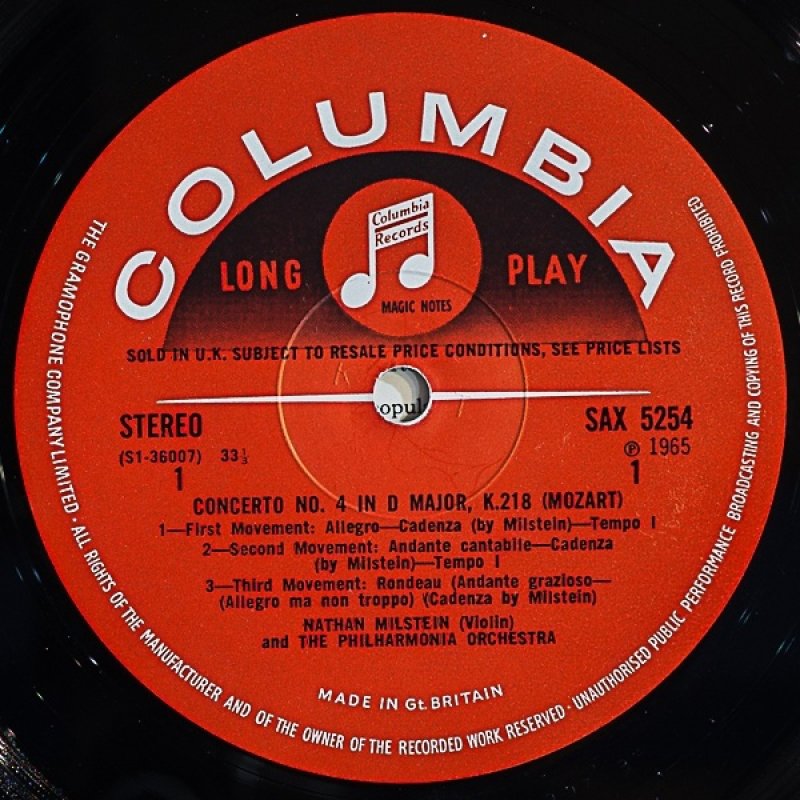 COLUMBIA
Columbia
Records
LONG PLAY
MAGIC NOTES
SOLD IN U.K. SUBJECT TO RESALE PRICE CONDITIONS, SEE PRICE LISTS
opul
STEREO SAX 5254
(S1-36007) 33⅓ ℗ 1965
1 1
CONCERTO NO. 4 IN D MAJOR, K.218 (MOZART)
1—First Movement: Allegro—Cadenza (by Milstein)—Tempo I
2—Second Movement: Andante cantabile—Cadenza
(by Milstein)—Tempo I
3—Third Movement: Rondeau (Andante grazioso—
(Allegro ma non troppo) (Cadenza by Milstein)
NATHAN MILSTEIN (Violin)
and THE PHILHARMONIA ORCHESTRA
MADE IN Gt. BRITAIN
THE GRAMOPHONE COMPANY LIMITED · ALL RIGHTS OF THE MANUFACTURER AND OF THE OWNER OF THE RECORDED WORK RESERVED · UNAUTHORISED PUBLIC PERFORMANCE BROADCASTING AND COPYING OF THIS RECORD PROHIBITED